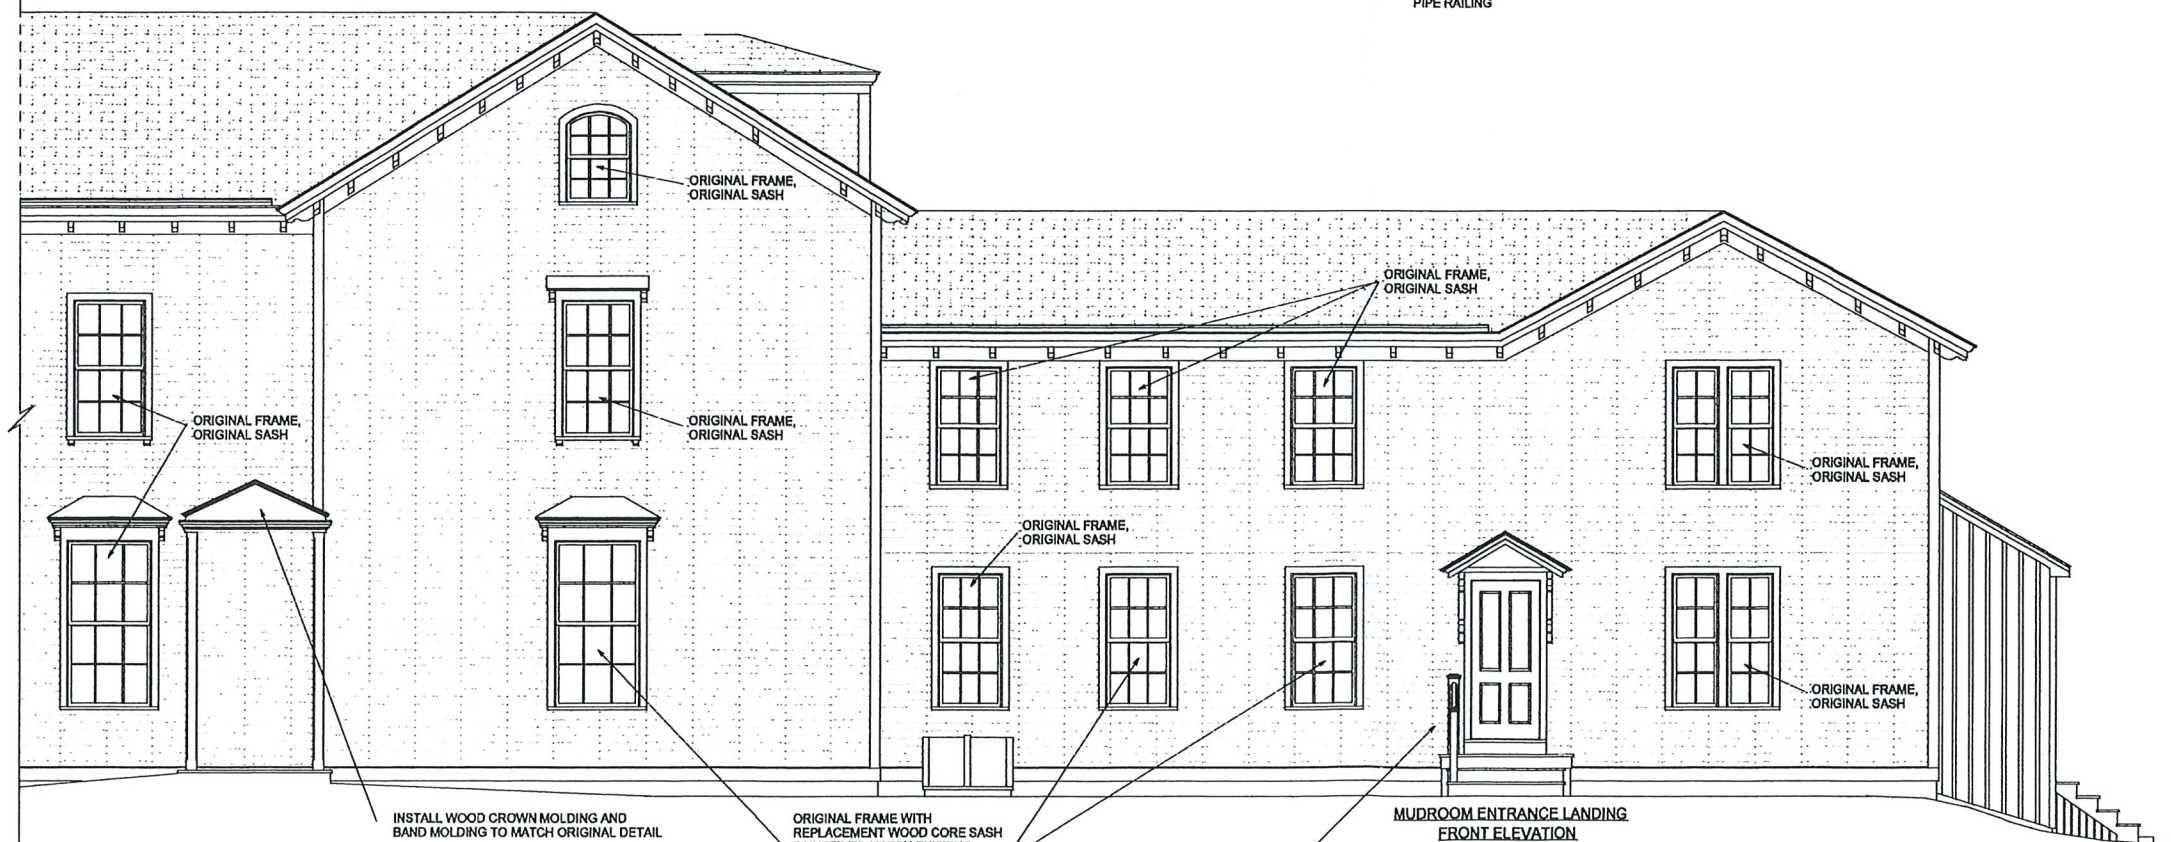 PIPE RAILING
ORIGINAL FRAME,
ORIGINAL SASH
ORIGINAL FRAME,
ORIGINAL SASH
ORIGINAL FRAME,
ORIGINAL SASH
ORIGINAL FRAME,
ORIGINAL SASH
ORIGINAL FRAME,
ORIGINAL SASH
ORIGINAL FRAME,
ORIGINAL SASH
ORIGINAL FRAME,
ORIGINAL SASH
INSTALL WOOD CROWN MOLDING AND
BAND MOLDING TO MATCH ORIGINAL DETAIL
ORIGINAL FRAME WITH
REPLACEMENT WOOD CORE SASH
MUDROOM ENTRANCE LANDING
FRONT ELEVATION